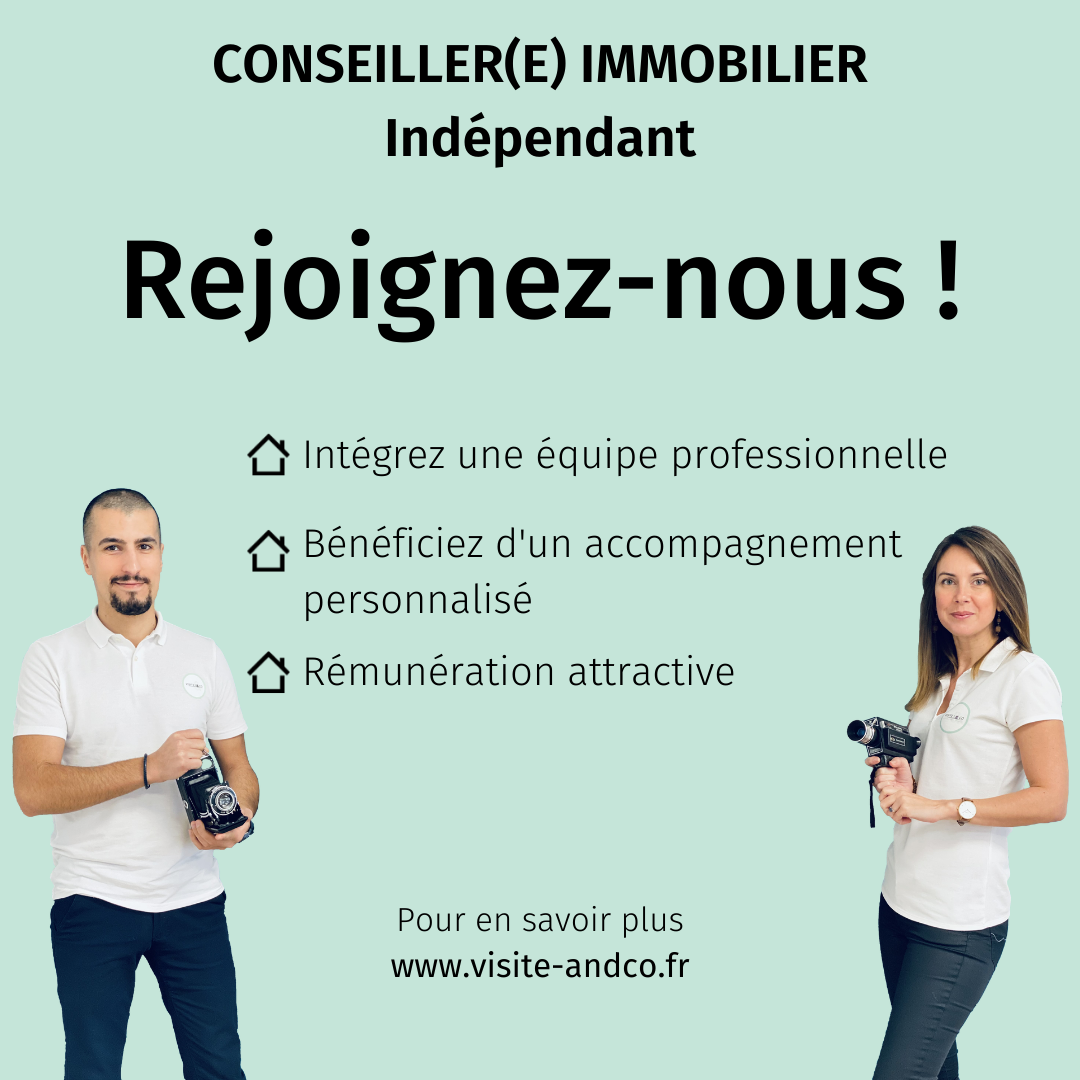 CONSEILLER(E) IMMOBILIER
Indépendant
Rejoignez-nous !
Intégrez une équipe professionnelle
Bénéficiez d'un accompagnement
personnalisé
Rémunération attractive
Pour en savoir plus
www.visite-andco.fr